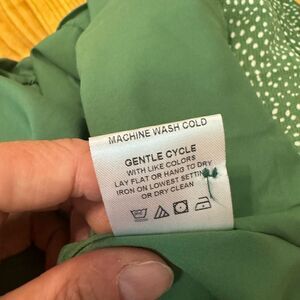 MACHINE WASH COLD
GENTLE CYCLE
WITH LIKE COLORS
LAY FLAT OR HANG TO DRY
IRON ON LOWEST SETTING
OR DRY CLEAN